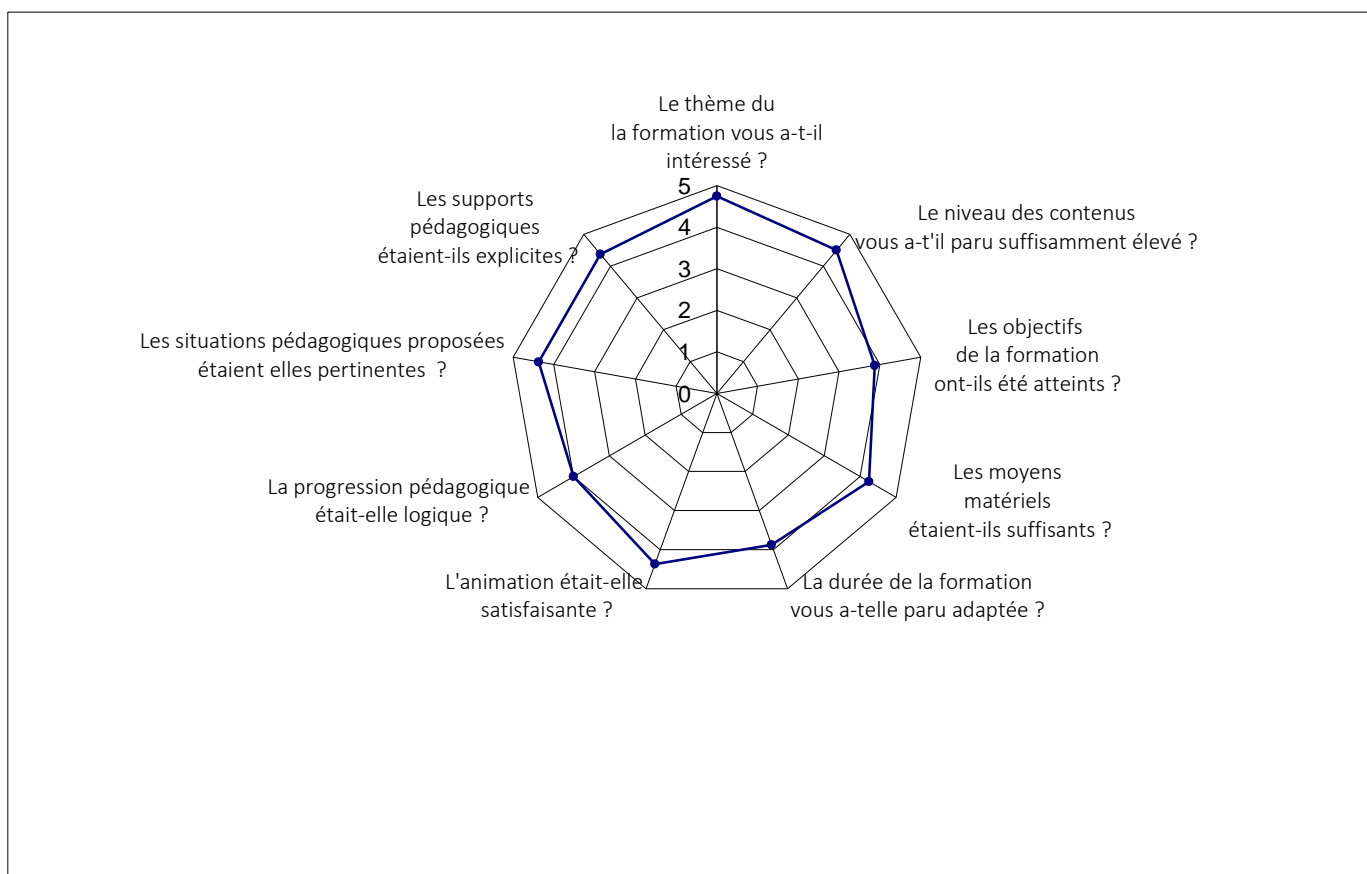 Le thème du
la formation vous a-t-il
intéressé ?
Le niveau des contenus
vous a-t'il paru suffisamment élevé ?
Les objectifs
de la formation
ont-ils été atteints ?
Les moyens
matériels
étaient-ils suffisants ?
La durée de la formation
vous a-telle paru adaptée ?
L'animation était-elle
satisfaisante ?
La progression pédagogique
était-elle logique ?
Les situations pédagogiques proposées
étaient elles pertinentes  ?
Les supports
pédagogiques
étaient-ils explicites ?
5
4
3
2
1
0